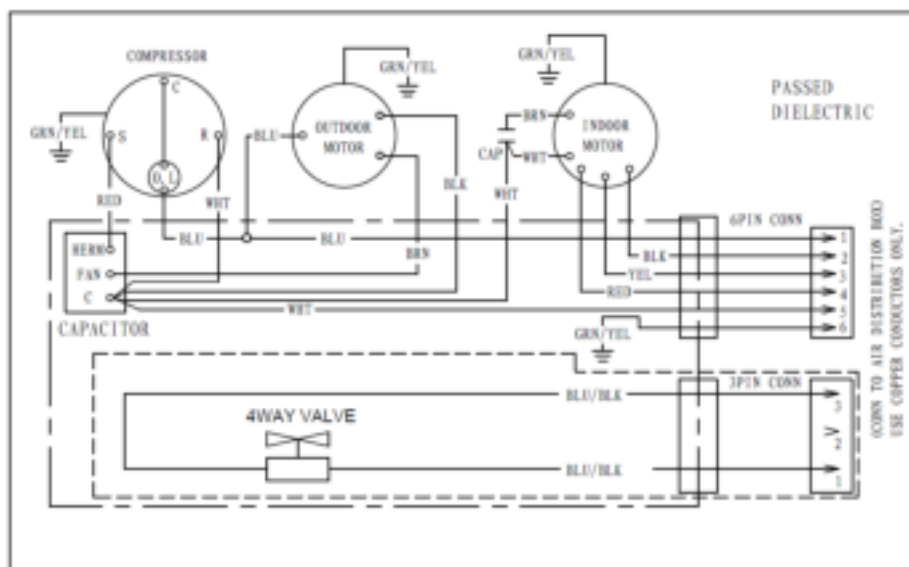 COMPRESSOR
GRN/YEL
GRN/YEL
PASSED
DIELECTRIC
C
BRN
GRN/YEL
S
R
BLU
OUTDOOR
MOTOR
INDOOR
MOTOR
CAP
WHT
O.L
BLK
WHT
RED
WHT
6PIN CONN
BLU
BLU
1
HERM
BRN
BLK
2
FAN
YEL
3
C
RED
4
WHT
5
CAPACITOR
GRN/YEL
6
3PIN CONN
BLU/BLK
3
4WAY VALVE
2
BLU/BLK
1
(CONN TO AIR DISTRIBUTION BOX)
USE COPPER CONDUCTORS ONLY.